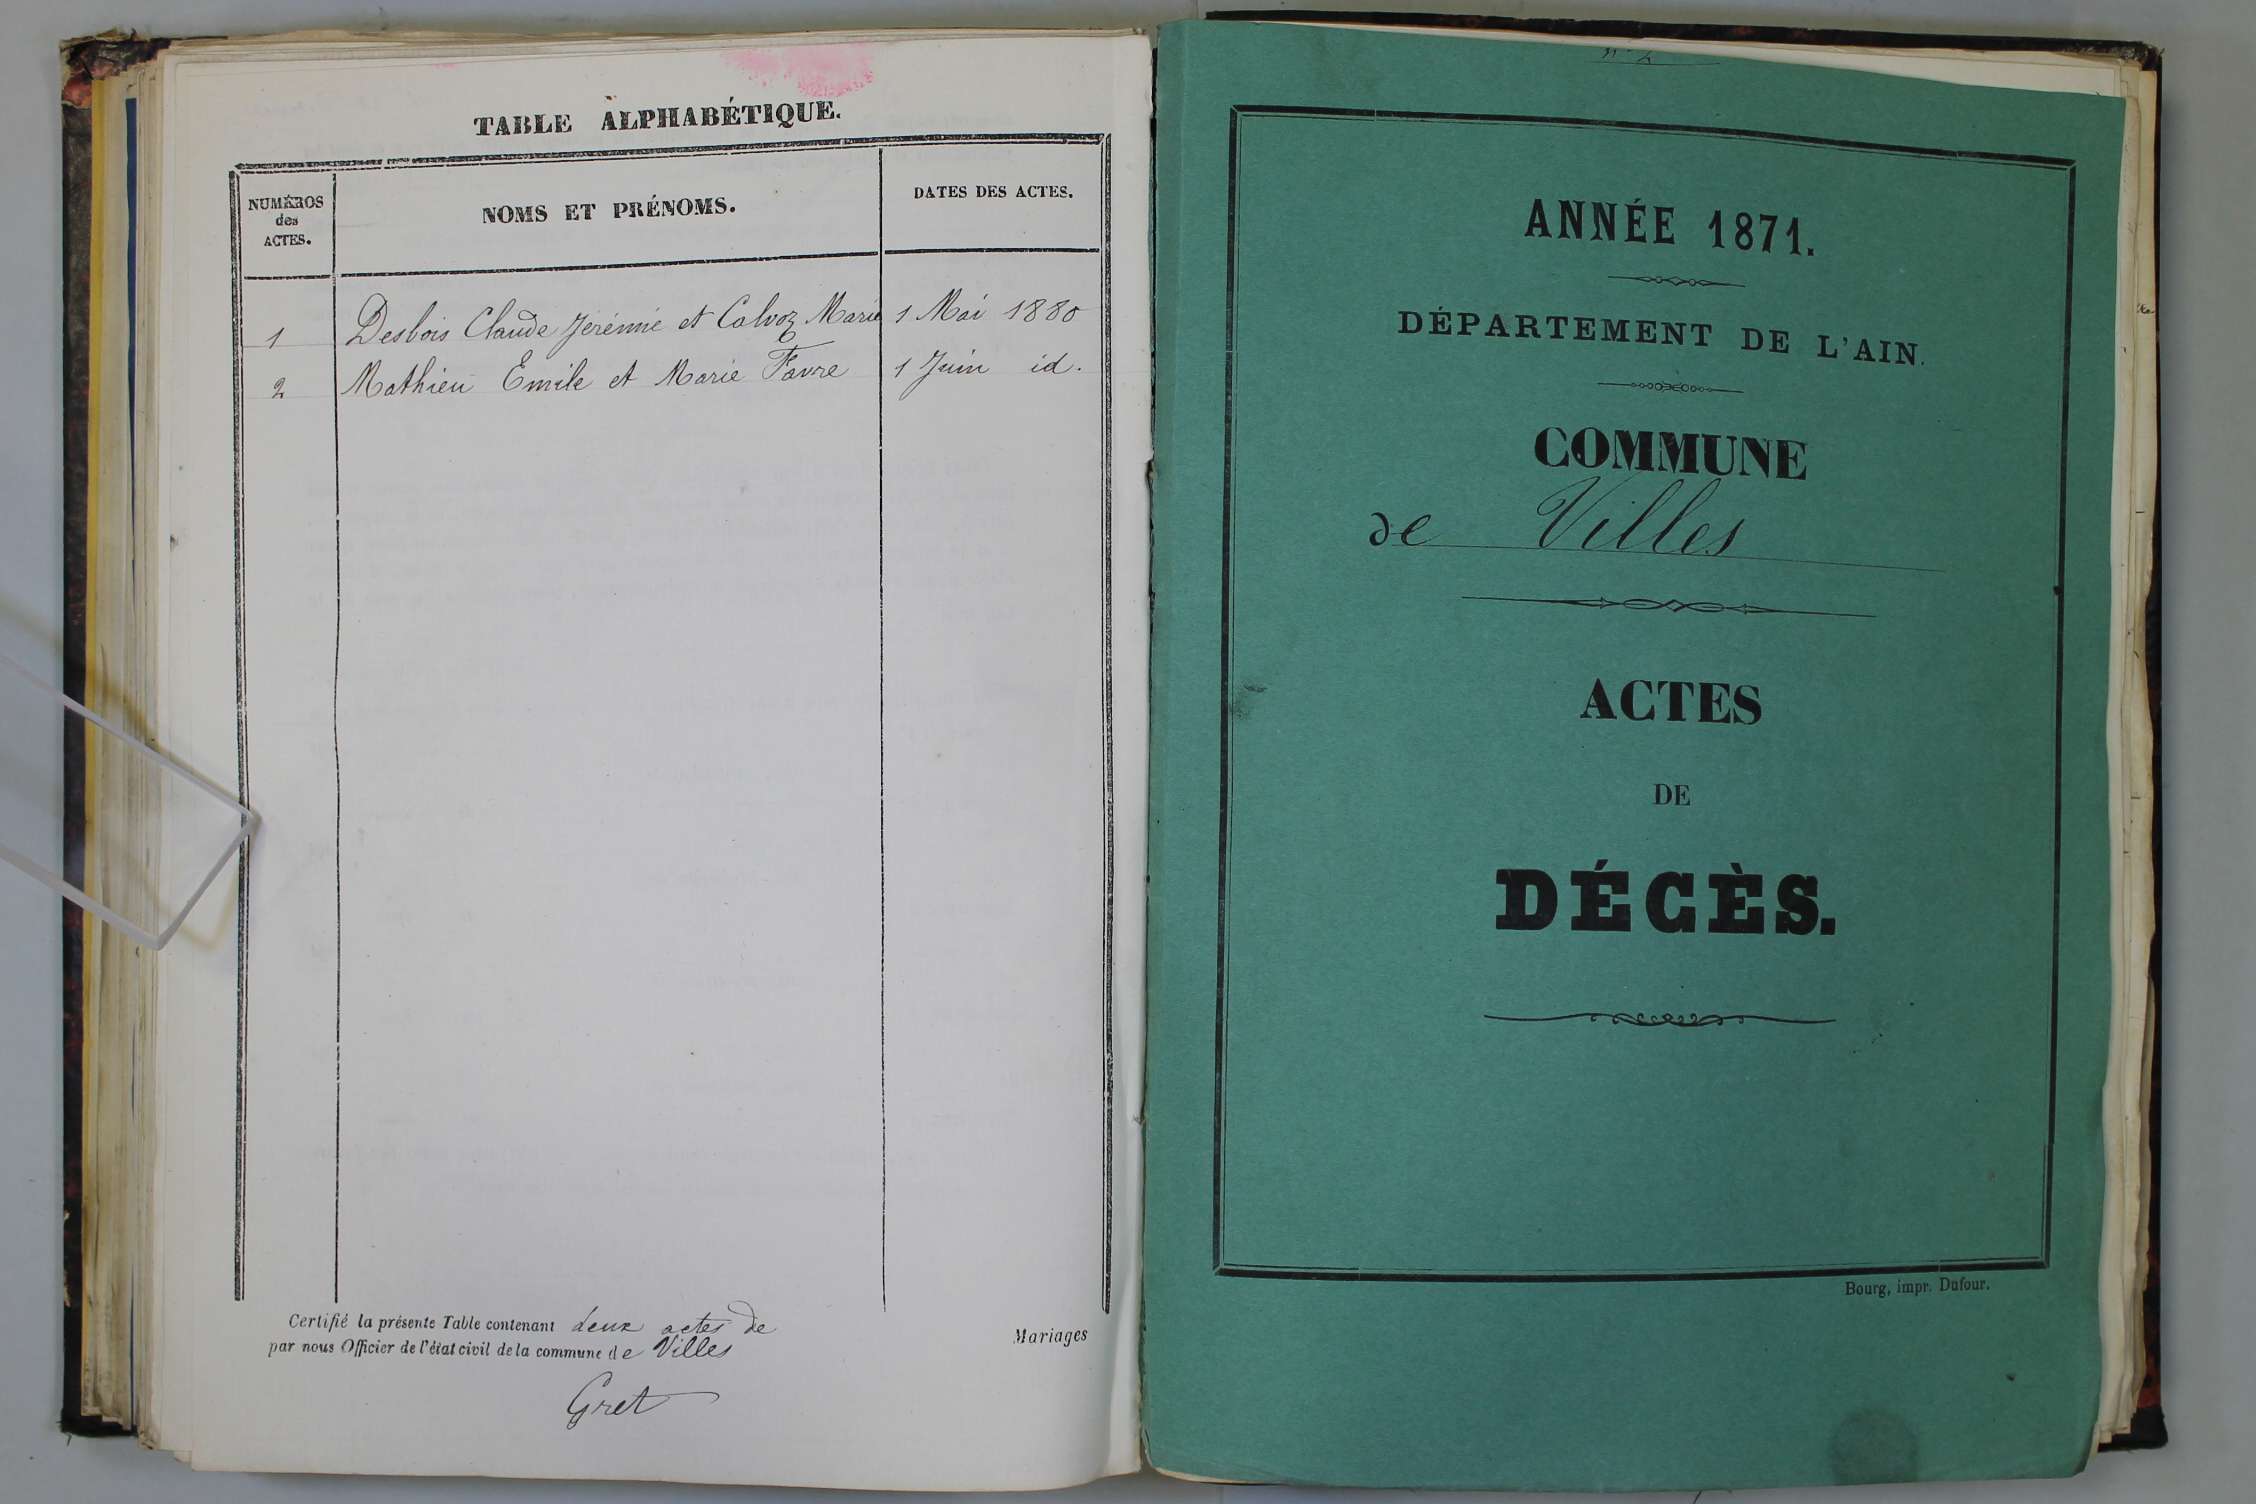 TABLE ALPHABÉTIQUE.
NUMÉROS
des
ACTES.
NOMS ET PRÉNOMS.
DATES DES ACTES.
1 Desbois Claude Jérémie et Calvoz Marie 1 Mai 1880
2 Mathieu Emile et Marie Favre 1 Juin id.
Certifié la présente Table contenant deux actes de Mariages
par nous Officier de l'état civil de la commune de Villes
Gret
ANNÉE 1871.
DÉPARTEMENT DE L'AIN.
COMMUNE
de Villes
ACTES
DE
DÉCÈS.
Bourg, impr. Dufour.